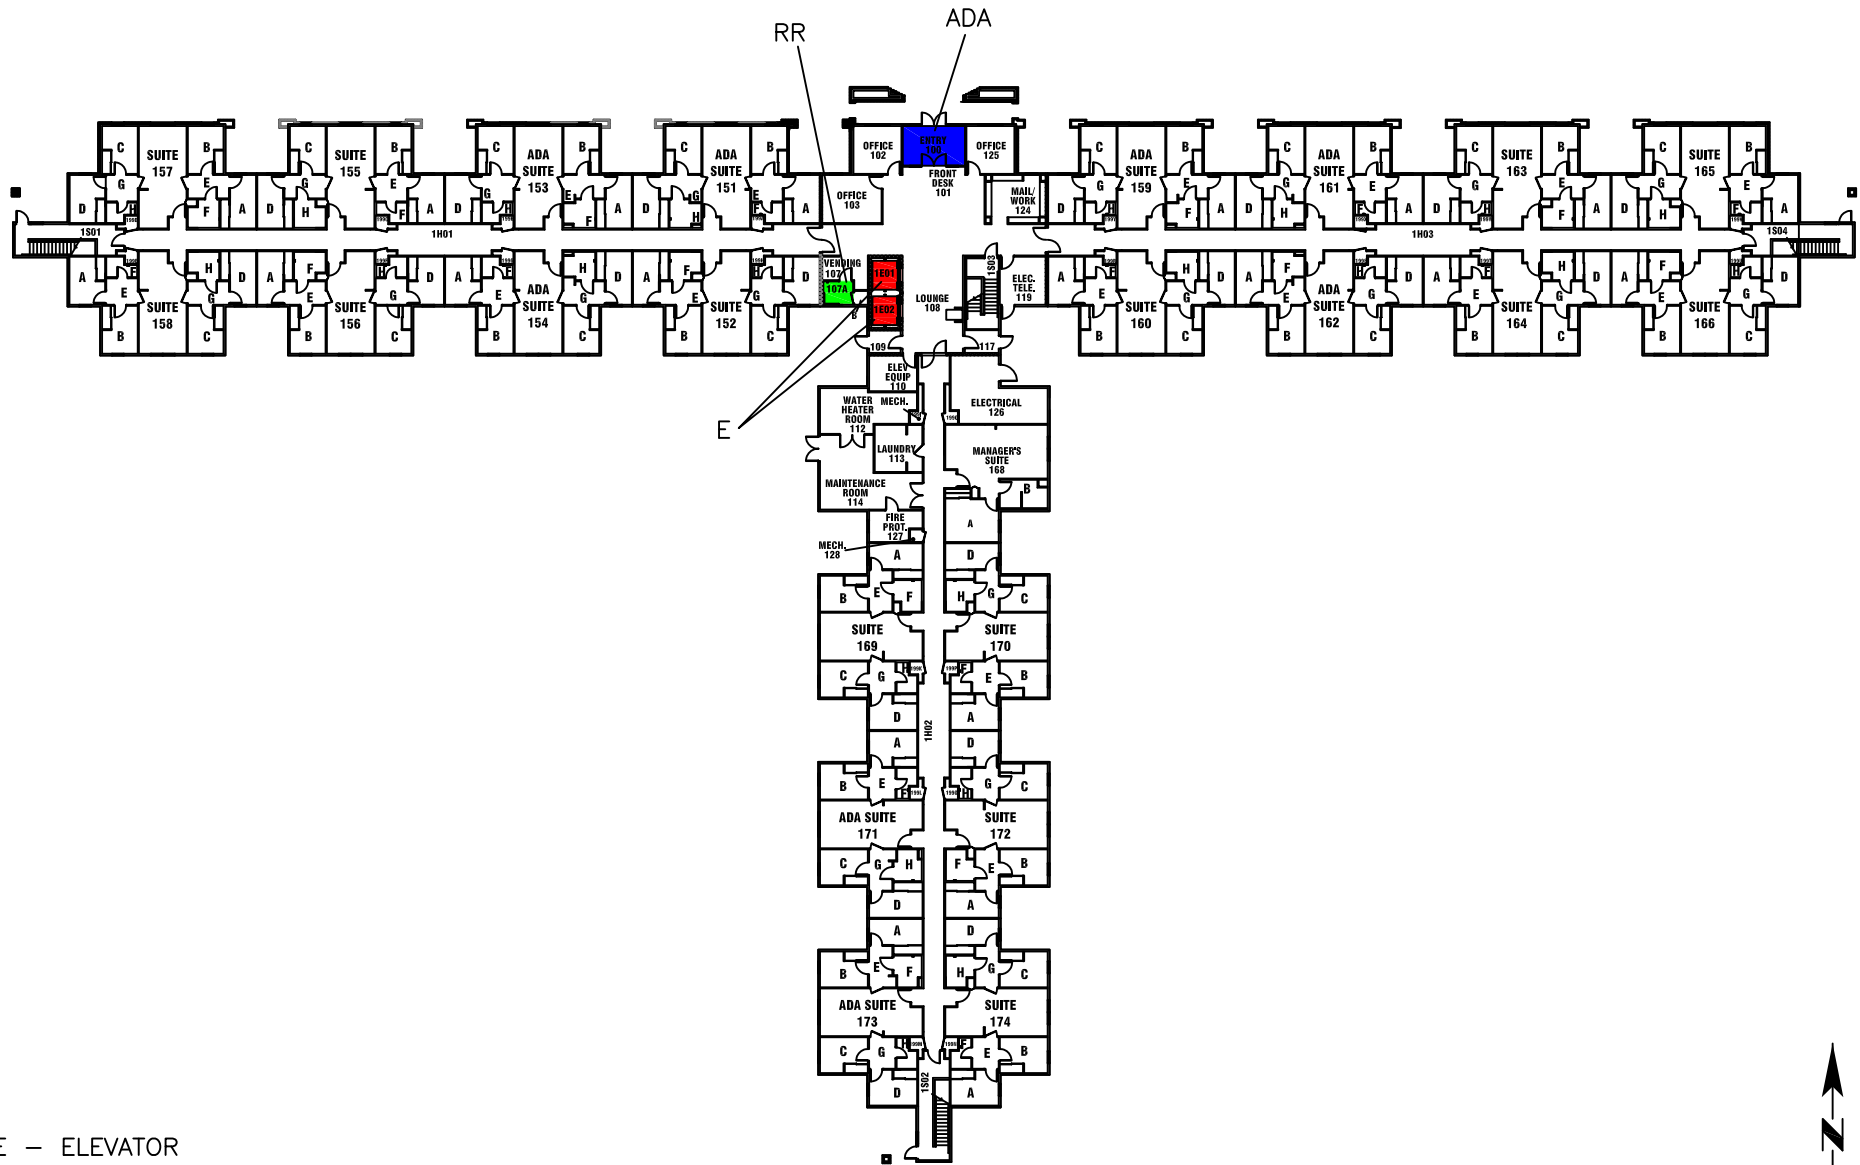 ADA
RR
C
SUITE
157
B
C
SUITE
155
B
C
ADA
SUITE
153
B
C
ADA
SUITE
151
B
OFFICE
102
ENTRY
100
OFFICE
125
FRONT
DESK
101
C
ADA
SUITE
159
B
C
ADA
SUITE
161
B
C
SUITE
163
B
C
SUITE
165
B
G
E
D
H
F
A
D
G
H
E
F
A
D
G
H
E
F
A
D
G
H
E
F
A
OFFICE
103
MAIL/
WORK
124
D
G
H
E
F
A
D
G
H
E
F
A
D
G
H
E
F
A
D
G
H
E
F
A
1S01
1H01
1H03
1S04
A
E
F
B
SUITE
158
H
G
C
D
A
H
G
C
SUITE
156
F
E
B
D
A
F
E
B
ADA
SUITE
154
H
G
C
D
A
H
G
C
SUITE
152
F
E
B
D
VENDING
107
107A
1E01
1E02
LOUNGE
108
1S03
ELEC.
TELE.
119
A
E
B
SUITE
160
H
G
C
D
A
F
E
B
ADA
SUITE
162
H
G
C
D
A
E
B
SUITE
164
H
G
C
D
A
F
E
B
SUITE
166
H
G
C
D
109
117
E
ELEV
EQUIP
110
WATER
HEATER
ROOM
112
MECH.
ELECTRICAL
126
LAUNDRY
113
MANAGER'S
SUITE
168
B
MAINTENANCE
ROOM
114
FIRE
PROT.
127
A
MECH.
128
A
D
B
E
F
H
G
C
SUITE
169
SUITE
170
C
G
H
F
E
B
D
A
1H02
A
D
B
E
F
H
G
C
ADA SUITE
171
SUITE
172
C
G
H
F
E
B
D
A
A
D
B
E
F
H
G
C
ADA SUITE
173
SUITE
174
C
G
H
F
E
B
1S02
D
A
E – ELEVATOR
N